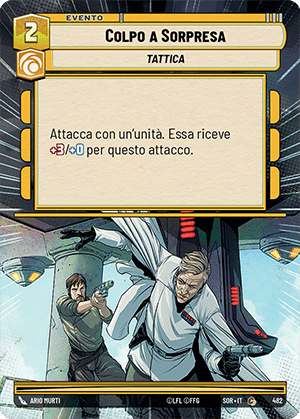 EVENTO
2
COLPO A SORPRESA
TATTICA
Attacca con un'unità. Essa riceve
+3/+0 per questo attacco.
ARIO MURTI
©LFL ©FFG
SOR•IT
C
482